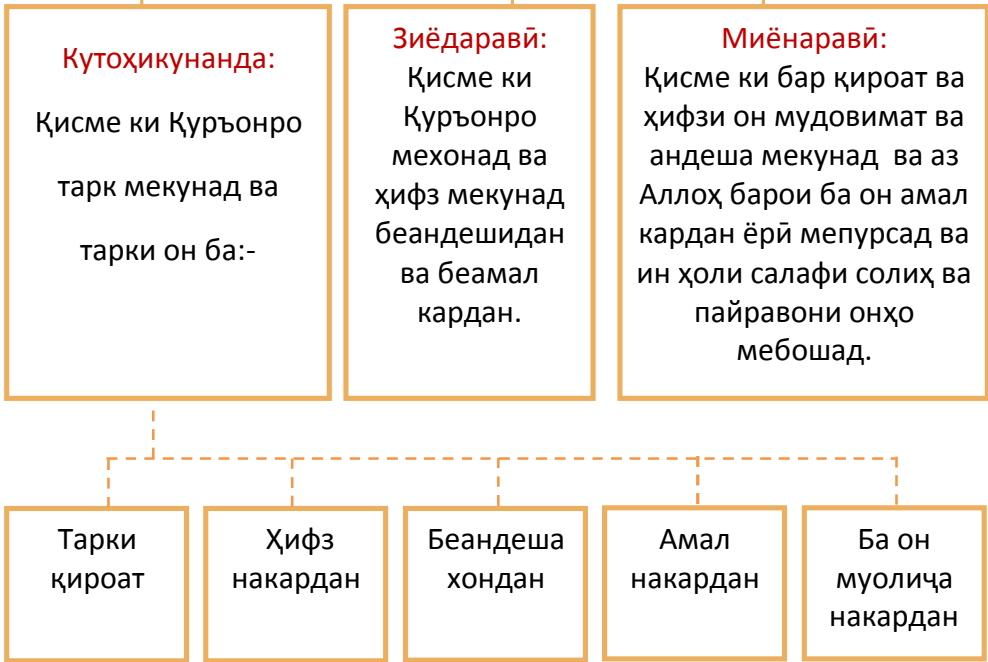 Кутоҳикунанда:
Қисме ки Қуръонро
тарк мекунад ва
тарки он ба:-
Зиёдаравӣ:
Қисме ки
Қуръонро
мехонад ва
ҳифз мекунад
беандешидан
ва беамал
кардан.
Миёнаравӣ:
Қисме ки бар қироат ва
ҳифзи он мудовимат ва
андеша мекунад ва аз
Аллоҳ барои ба он амал
кардан ёрӣ мепурсад ва
ин ҳоли салафи солиҳ ва
пайравони онҳо
мебошад.
Тарки
қироат
Ҳифз
накардан
Беандеша
хондан
Амал
накардан
Ба он
муолиҷа
накардан